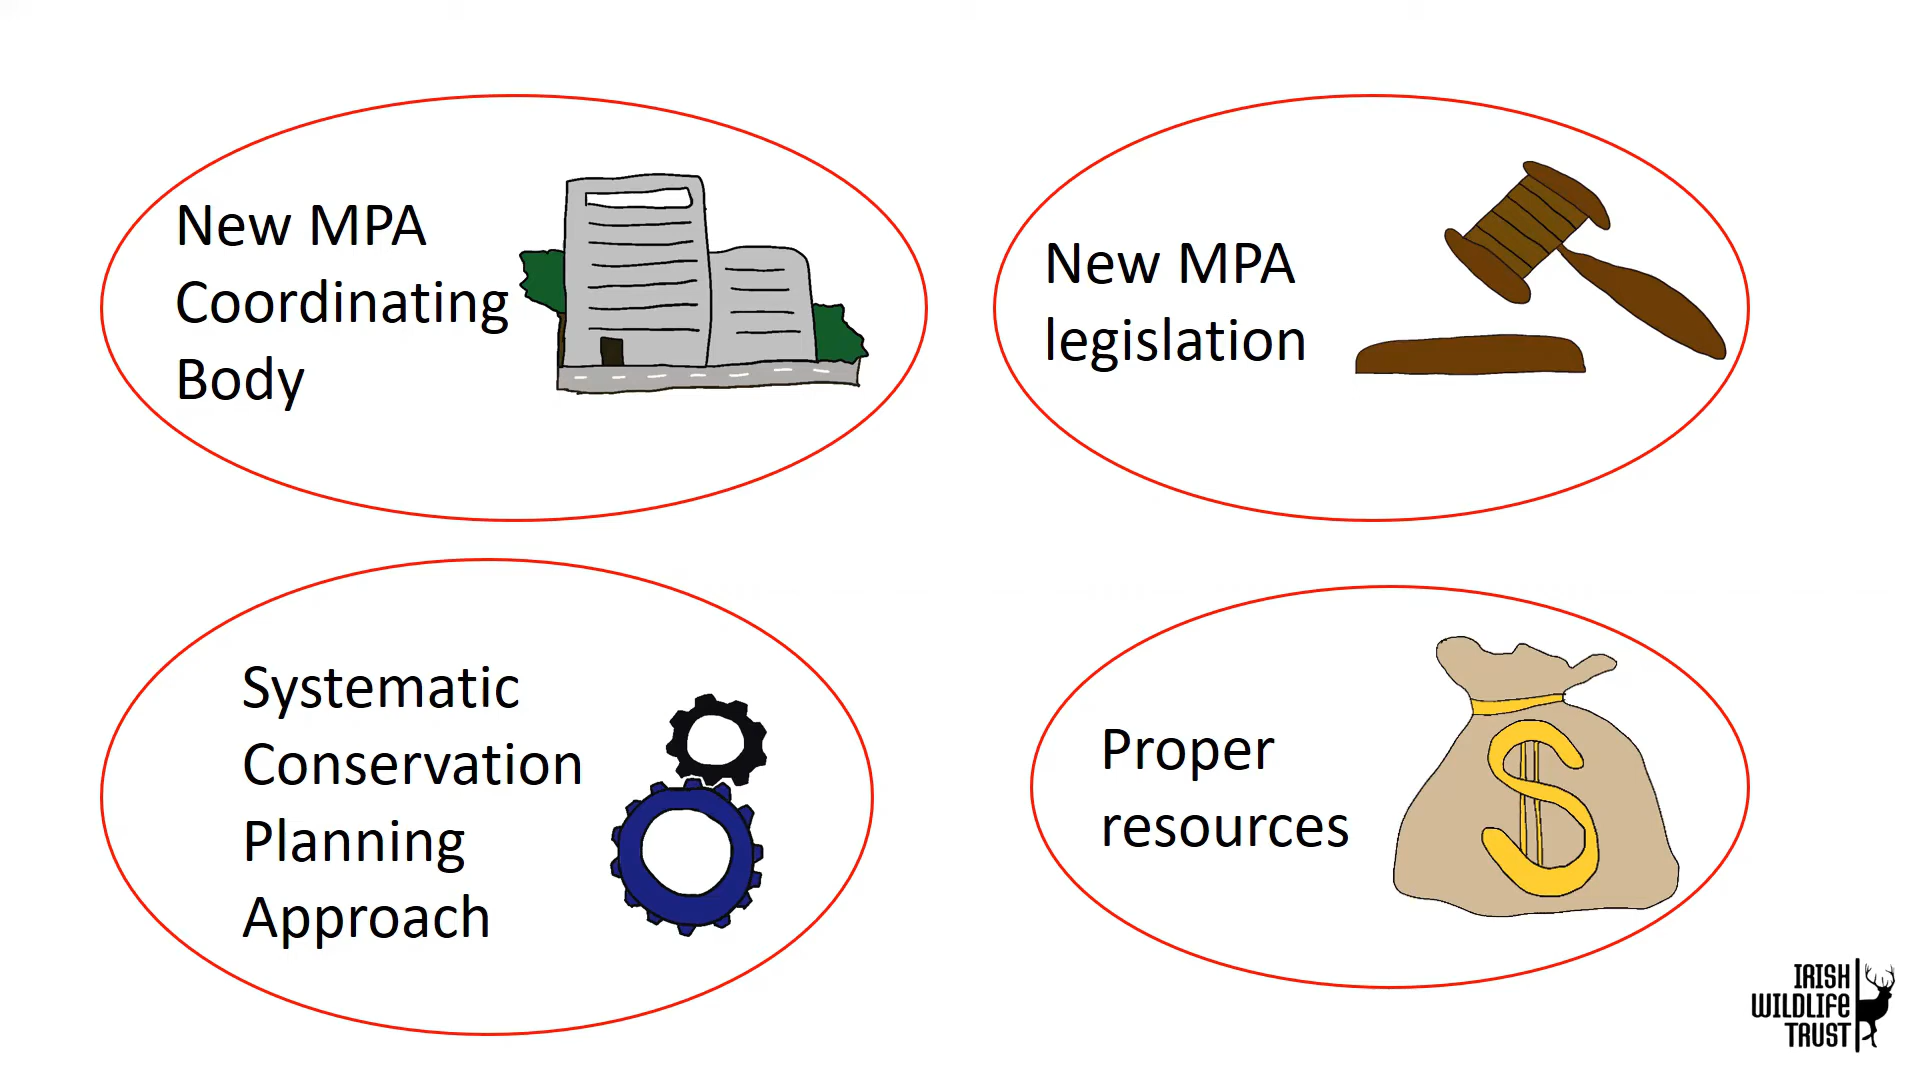 New MPA
Coordinating
Body
New MPA
legislation
Systematic
Conservation
Planning
Approach
Proper
resources
$
IRISH
WILDLIFe
TRUST